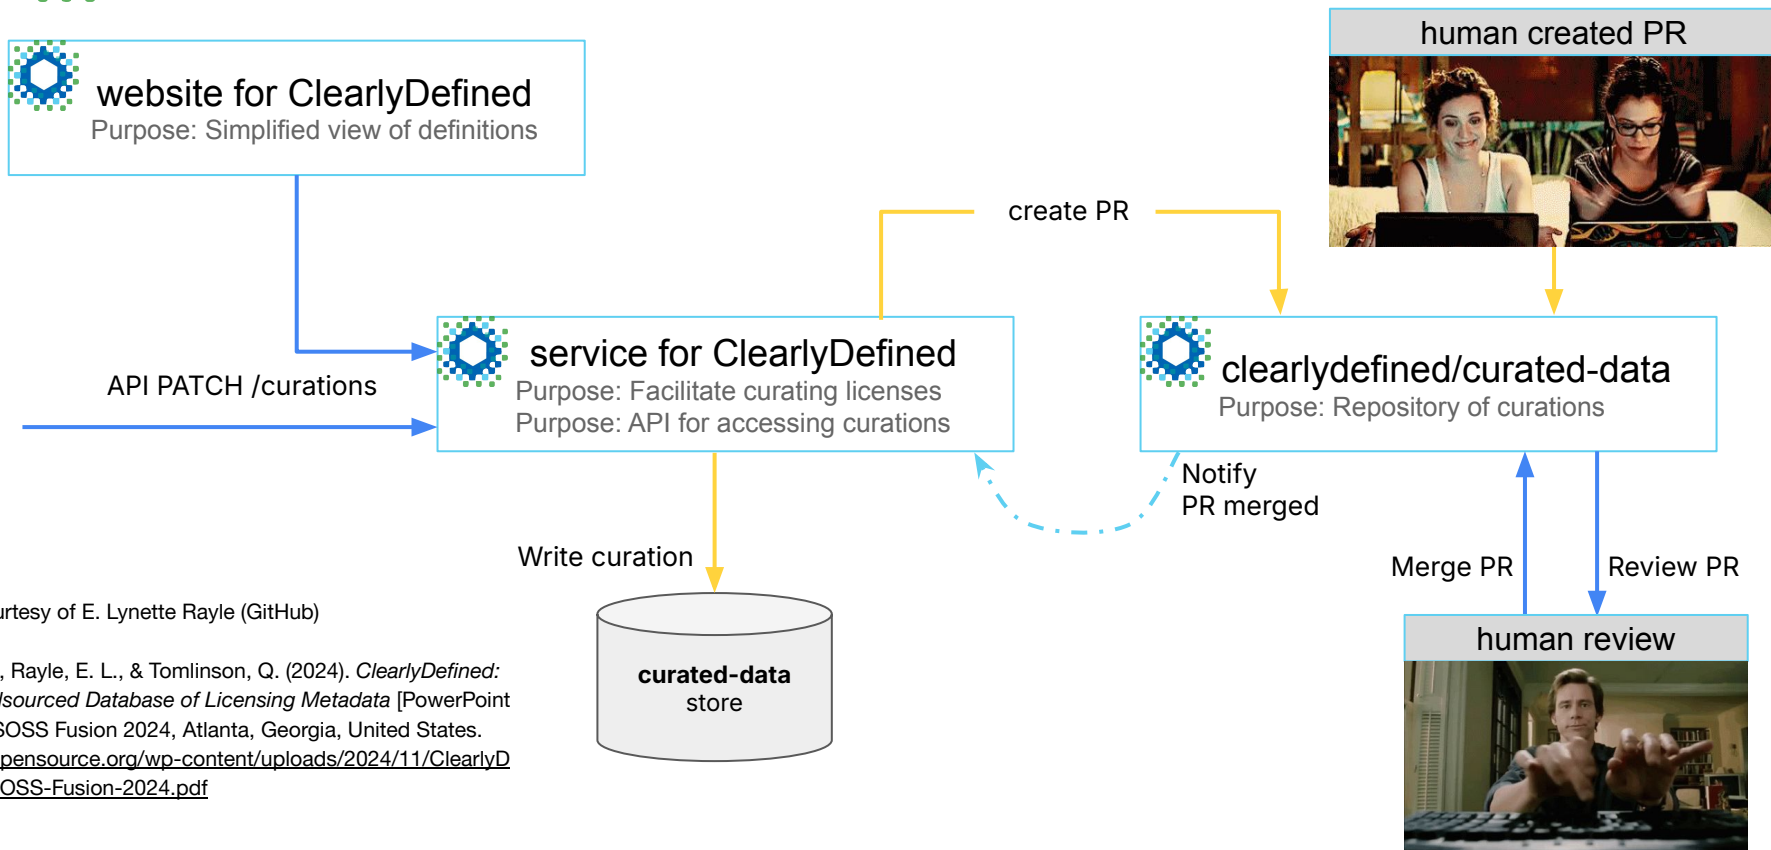 human created PR
website for ClearlyDefined
Purpose: Simplified view of definitions
create PR
service for ClearlyDefined
Purpose: Facilitate curating licenses
Purpose: API for accessing curations
clearlydefined/curated-data
Purpose: Repository of curations
API PATCH /curations
Notify
PR merged
Write curation
Merge PR
Review PR
human review
curated-data
store
of E. Lynette Rayle (GitHub)
, Rayle, E. L., & Tomlinson, Q. (2024). ClearlyDefined:
Database of Licensing Metadata [PowerPoint
Fusion 2024, Atlanta, Georgia, United States.
pensource.org/wp-content/uploads/2024/11/ClearlyD
OSS-Fusion-2024.pdf